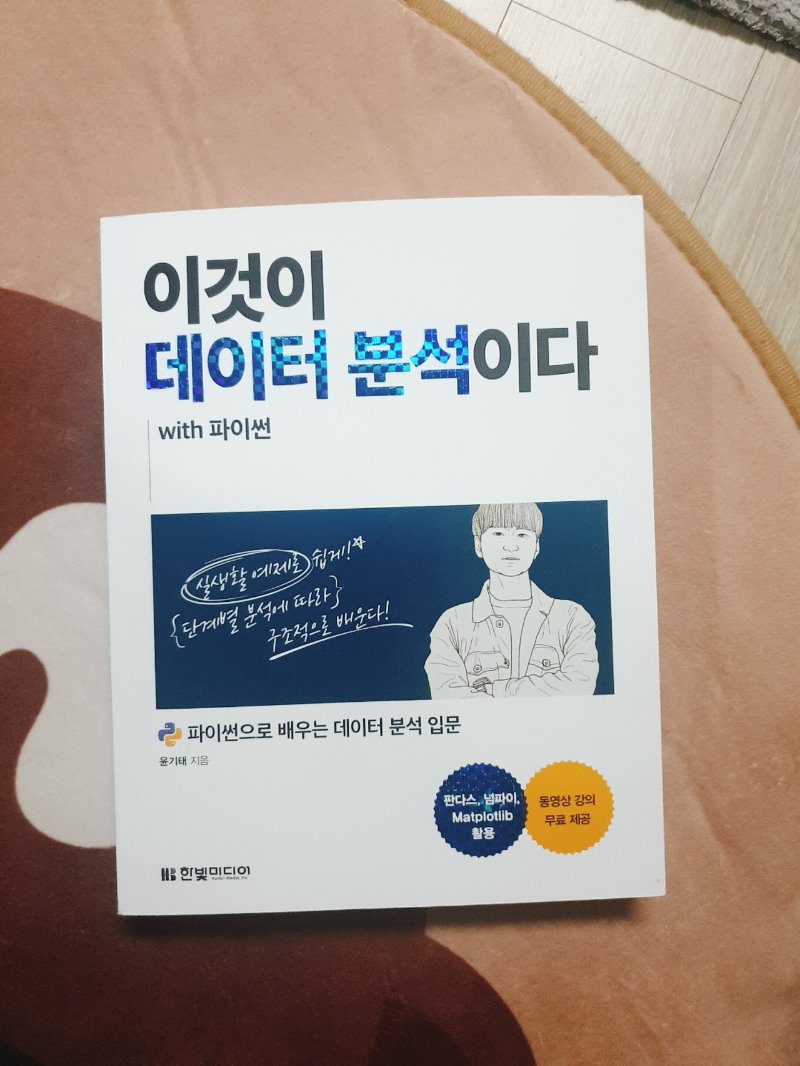 이것이
데이터 분석이다
with 파이썬
실생활 예제로 쉽게!!
{단계별 분석에 따라}
구조적으로 배운다!
파이썬으로 배우는 데이터 분석 입문
윤기태 지음
판다스, 넘파이,
Matplotlib
활용
동영상 강의
무료 제공
HB 한빛미디어
Hanbit Media, Inc.